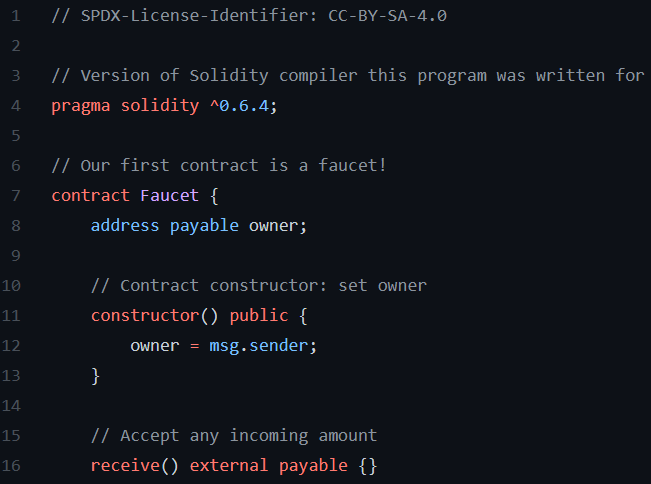 1 // SPDX-License-Identifier: CC-BY-SA-4.0
2
3 // Version of Solidity compiler this program was written for
4 pragma solidity ^0.6.4;
5
6 // Our first contract is a faucet!
7 contract Faucet {
8     address payable owner;
9
10     // Contract constructor: set owner
11     constructor() public {
12         owner = msg.sender;
13     }
14
15     // Accept any incoming amount
16     receive() external payable {}